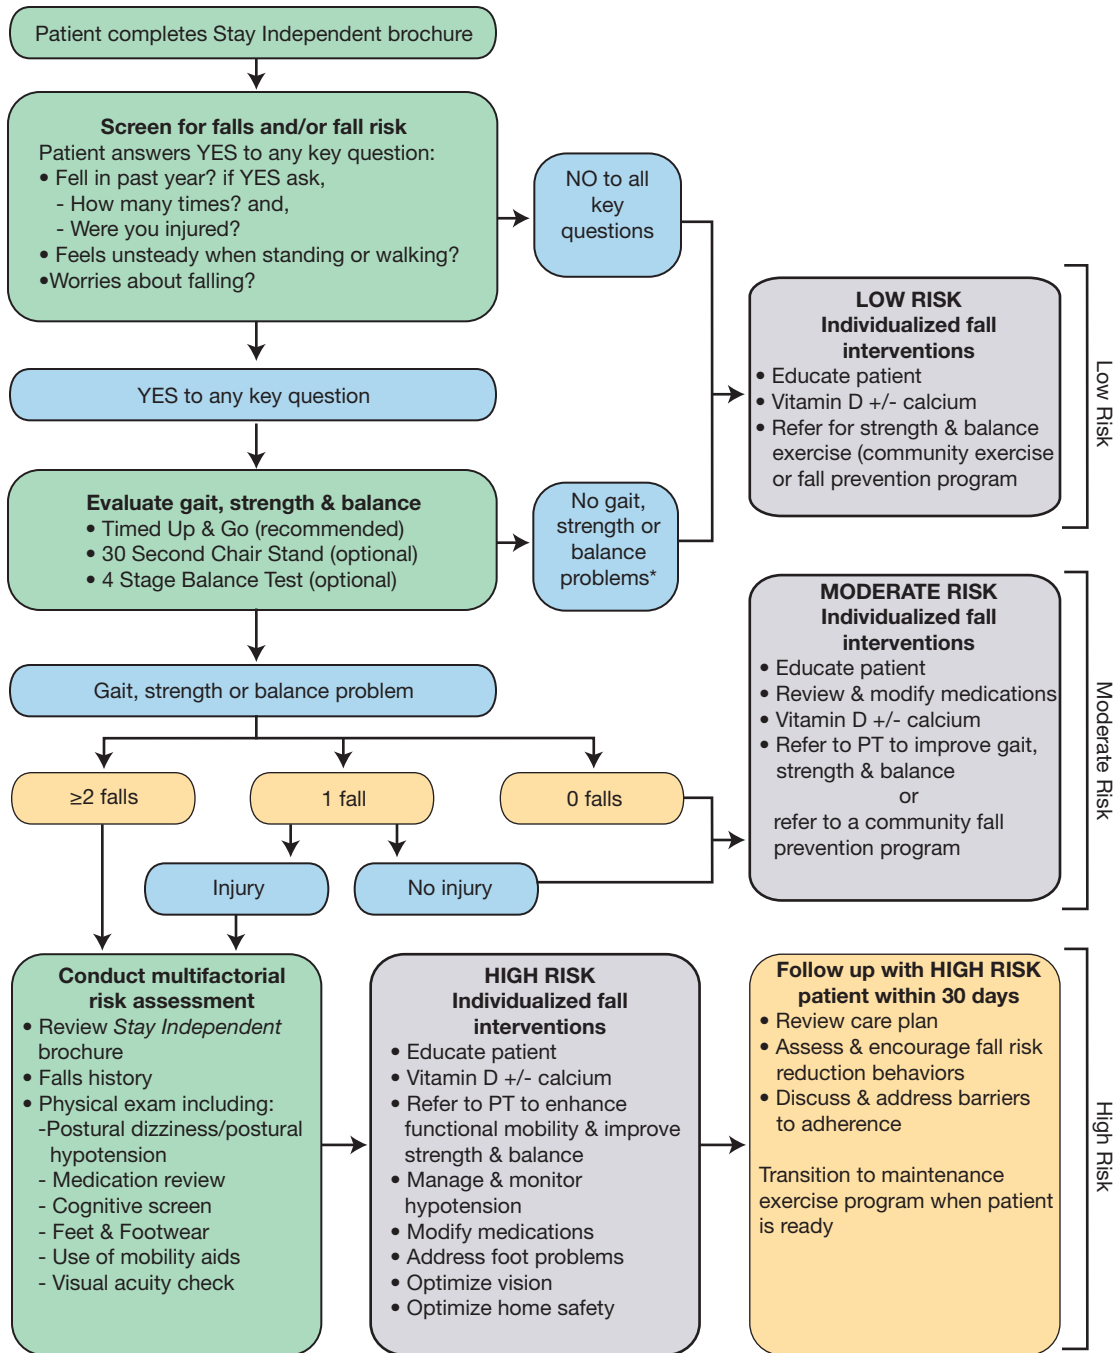 Patient completes Stay Independent brochure
Screen for falls and/or fall risk
Patient answers YES to any key question:
• Fell in past year? if YES ask,
- How many times? and,
- Were you injured?
• Feels unsteady when standing or walking?
•Worries about falling?
NO to all
key
questions
YES to any key question
LOW RISK
Individualized fall
interventions
• Educate patient
• Vitamin D +/- calcium
• Refer for strength & balance
exercise (community exercise
or fall prevention program
Low Risk
Evaluate gait, strength & balance
• Timed Up & Go (recommended)
• 30 Second Chair Stand (optional)
• 4 Stage Balance Test (optional)
No gait,
strength or
balance
problems*
Gait, strength or balance problem
MODERATE RISK
Individualized fall
interventions
• Educate patient
• Review & modify medications
• Vitamin D +/- calcium
• Refer to PT to improve gait,
strength & balance
or
refer to a community fall
prevention program
Moderate Risk
≥2 falls
1 fall
0 falls
Injury
No injury
Conduct multifactorial
risk assessment
• Review Stay Independent
brochure
• Falls history
• Physical exam including:
-Postural dizziness/postural
hypotension
- Medication review
- Cognitive screen
- Feet & Footwear
- Use of mobility aids
- Visual acuity check
HIGH RISK
Individualized fall
interventions
• Educate patient
• Vitamin D +/- calcium
• Refer to PT to enhance
functional mobility & improve
strength & balance
• Manage & monitor
hypotension
• Modify medications
• Address foot problems
• Optimize vision
• Optimize home safety
Follow up with HIGH RISK
patient within 30 days
• Review care plan
• Assess & encourage fall risk
reduction behaviors
• Discuss & address barriers
to adherence
Transition to maintenance
exercise program when patient
is ready
High Risk